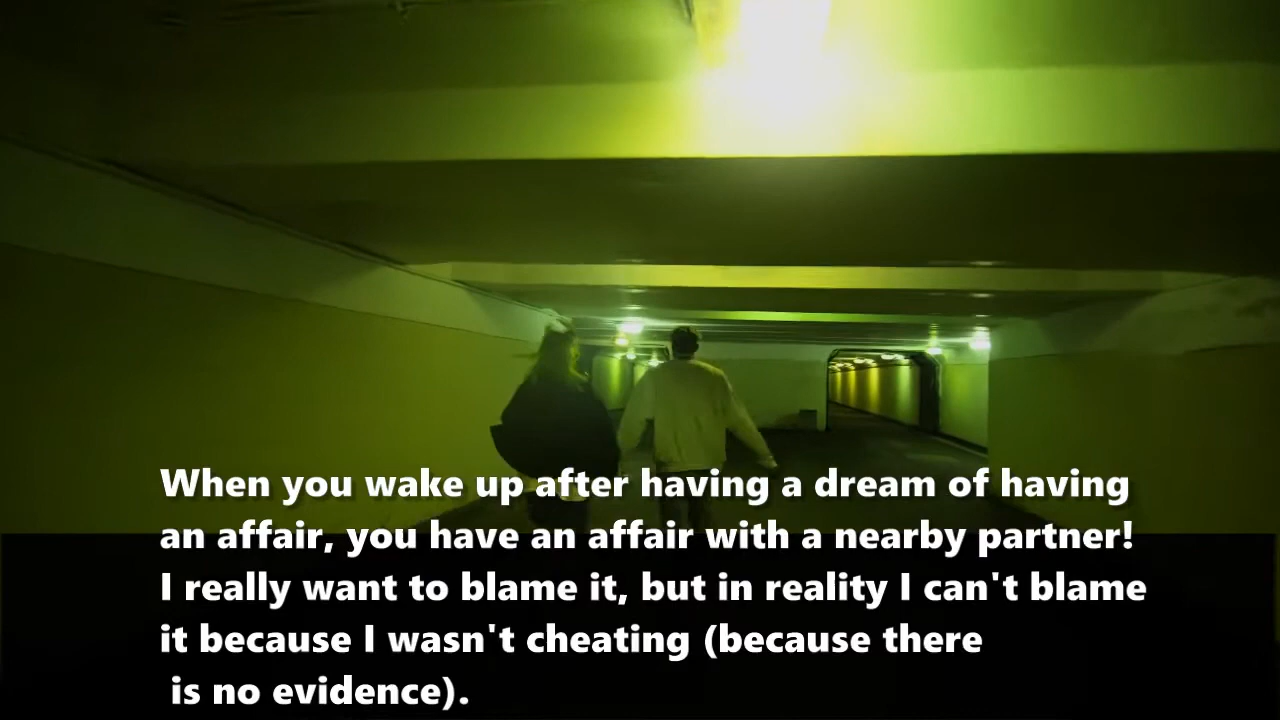 When you wake up after having a dream of having
an affair, you have an affair with a nearby partner!
I really want to blame it, but in reality I can't blame
it because I wasn't cheating (because there
is no evidence).